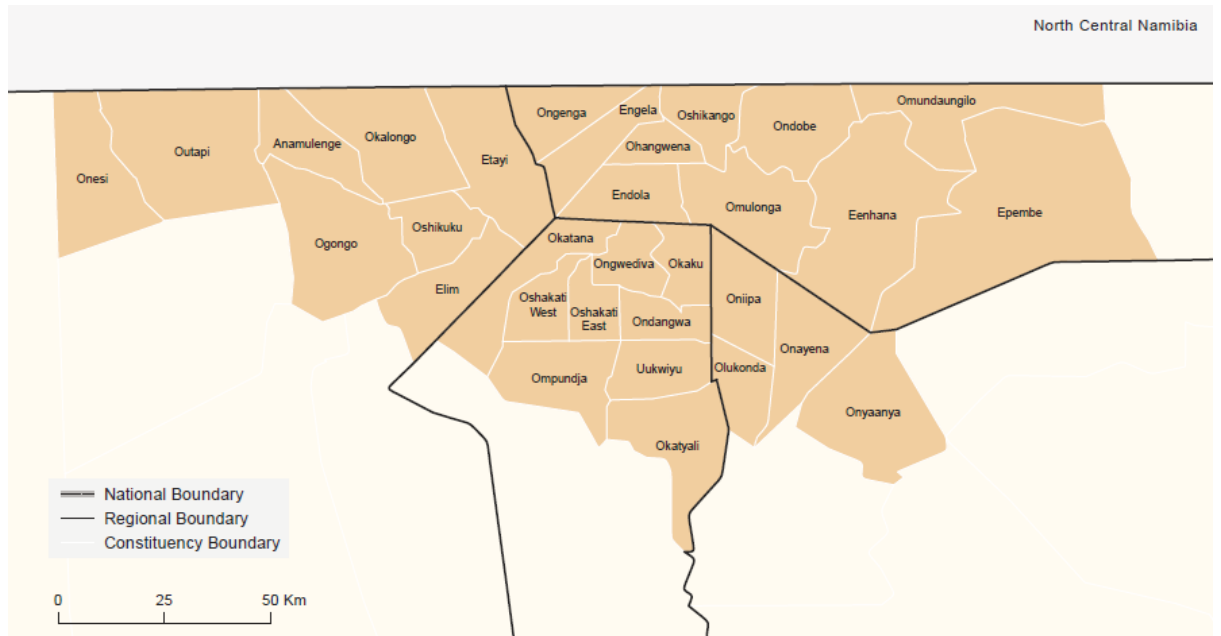 North Central Namibia
Omundaungilo
Ongenga
Engela
Oshikango
Ondobe
Okalongo
Anamulenge
Outapi
Ohangwena
Etayi
Onesi
Endola
Omulonga
Eenhana
Epembe
Oshikuku
Ogongo
Okatana
Ongwediva
Okaku
Elim
Oshakati
West
Oshakati
East
Oniipa
Ondangwa
Onayena
Ompundja
Uukwiyu
Olukonda
Onyaanya
Okatyali
National Boundary
Regional Boundary
Constituency Boundary
0 25 50 Km